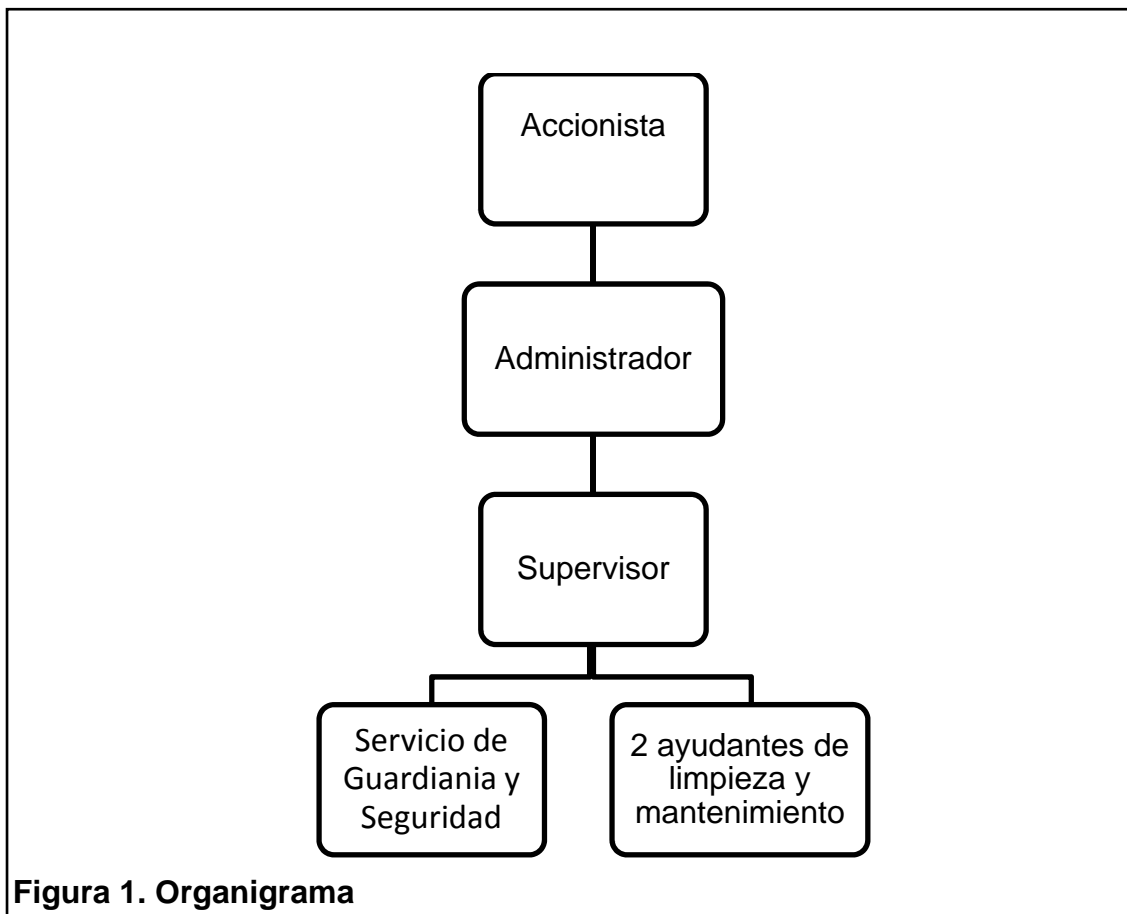 Accionista
Administrador
Supervisor
Servicio de
Guardiania y
Seguridad
2 ayudantes de
limpieza y
mantenimiento
Figura 1. Organigrama